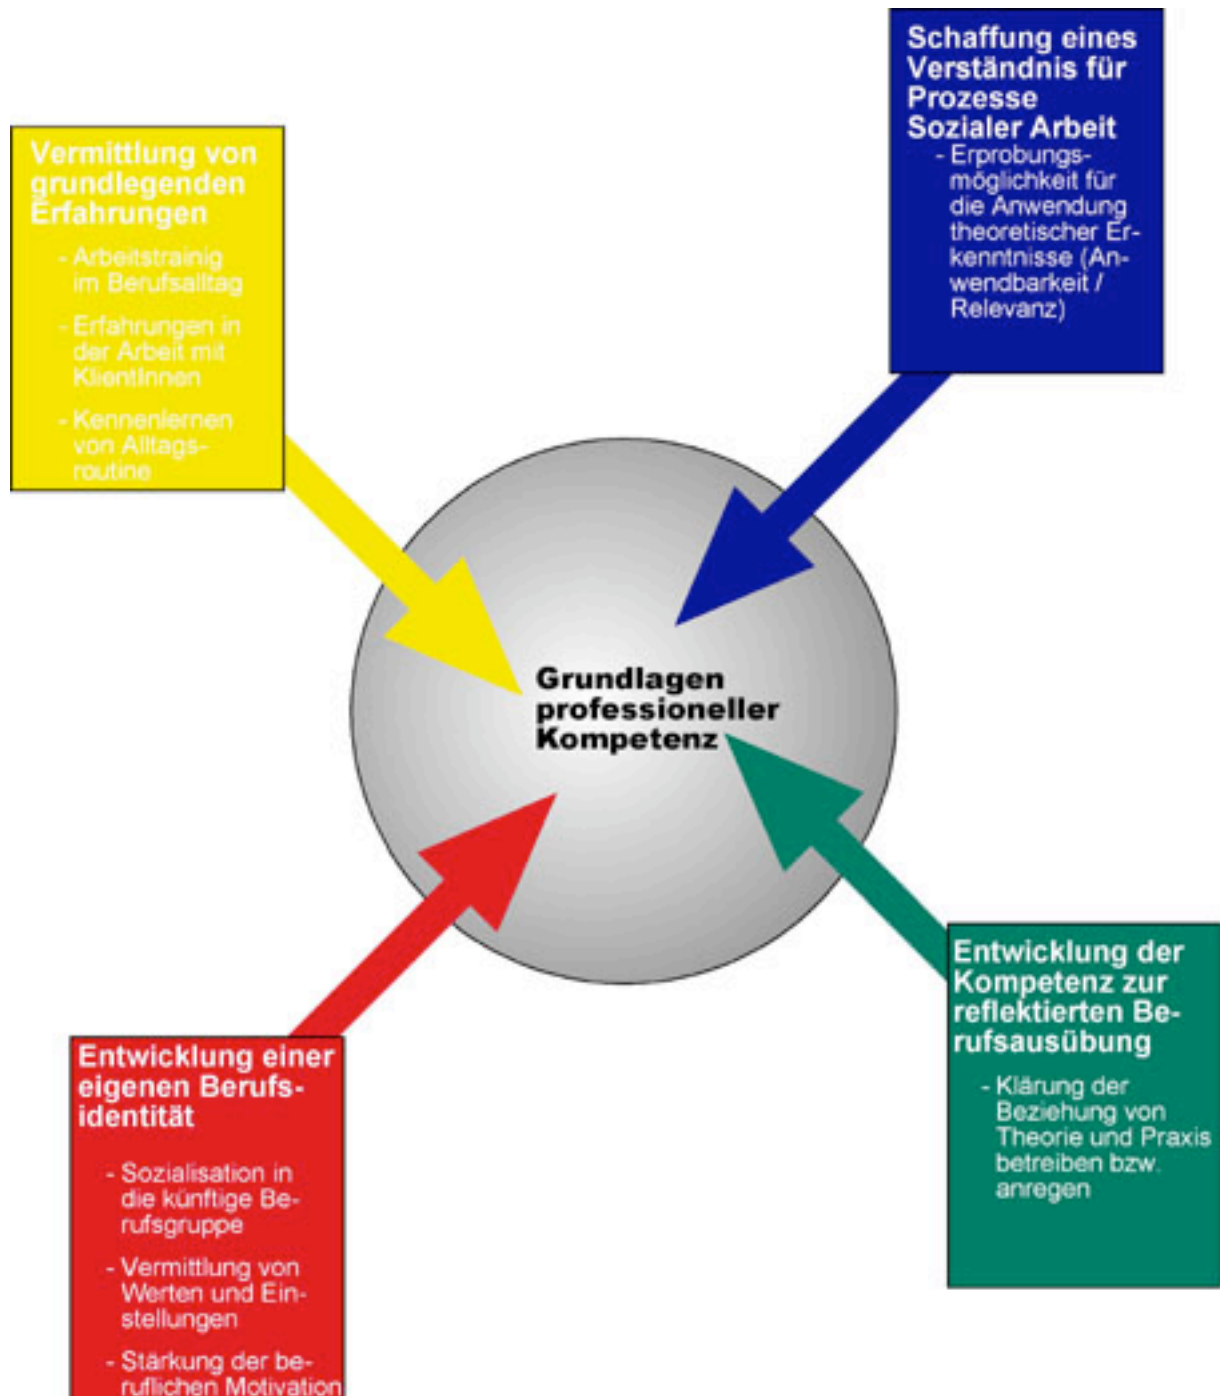 Vermittlung von
grundlegenden
Erfahrungen
- Arbeitstrainig
im Berufsalltag
- Erfahrungen in
der Arbeit mit
KlientInnen
- Kennenlernen
von Alltags-
routine
Schaffung eines
Verständnis für
Prozesse
Sozialer Arbeit
- Erprobungs-
möglichkeit für
die Anwendung
theoretischer Er-
kenntnisse (An-
wendbarkeit /
Relevanz)
Grundlagen
professioneller
Kompetenz
Entwicklung einer
eigenen Berufs-
identität
- Sozialisation in
die künftige Be-
rufsgruppe
- Vermittlung von
Werten und Ein-
stellungen
- Stärkung der be-
ruflichen Motivation
Entwicklung der
Kompetenz zur
reflektierten Be-
rufsausübung
- Klärung der
Beziehung von
Theorie und Praxis
betreiben bzw.
anregen